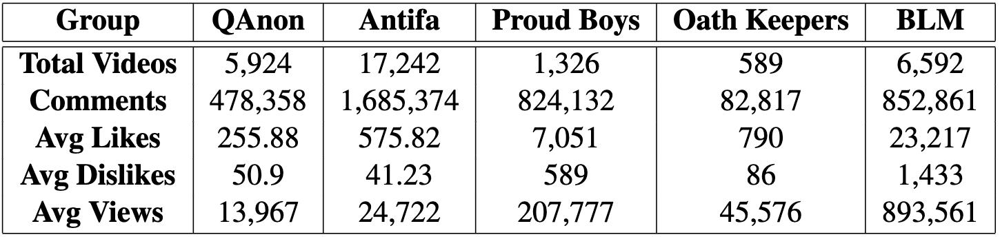 Group QAnon Antifa Proud Boys Oath Keepers BLM
Total Videos 5,924 17,242 1,326 589 6,592
Comments 478,358 1,685,374 824,132 82,817 852,861
Avg Likes 255.88 575.82 7,051 790 23,217
Avg Dislikes 50.9 41.23 589 86 1,433
Avg Views 13,967 24,722 207,777 45,576 893,561